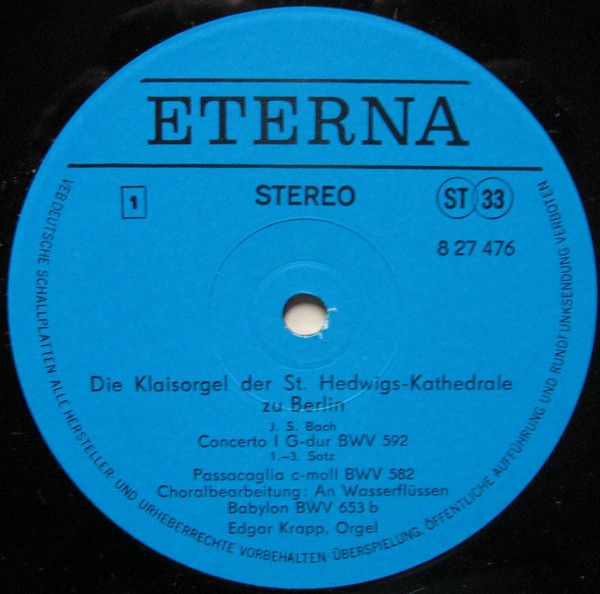 ETERNA
1
STEREO
ST 33
8 27 476
Die Klaisorgel der St. Hedwigs-Kathedrale
zu Berlin
J. S. Bach
Concerto I G-dur BWV 592
1.–3. Satz
Passacaglia c-moll BWV 582
Choralbearbeitung: An Wasserflüssen
Babylon BWV 653 b
Edgar Krapp, Orgel
VEB DEUTSCHE SCHALLPLATTEN ALLE HERSTELLER- UND URHEBERRECHTE VORBEHALTEN · ÜBERSPIELUNG, ÖFFENTLICHE AUFFÜHRUNG UND RUNDFUNKSENDUNG VERBOTEN